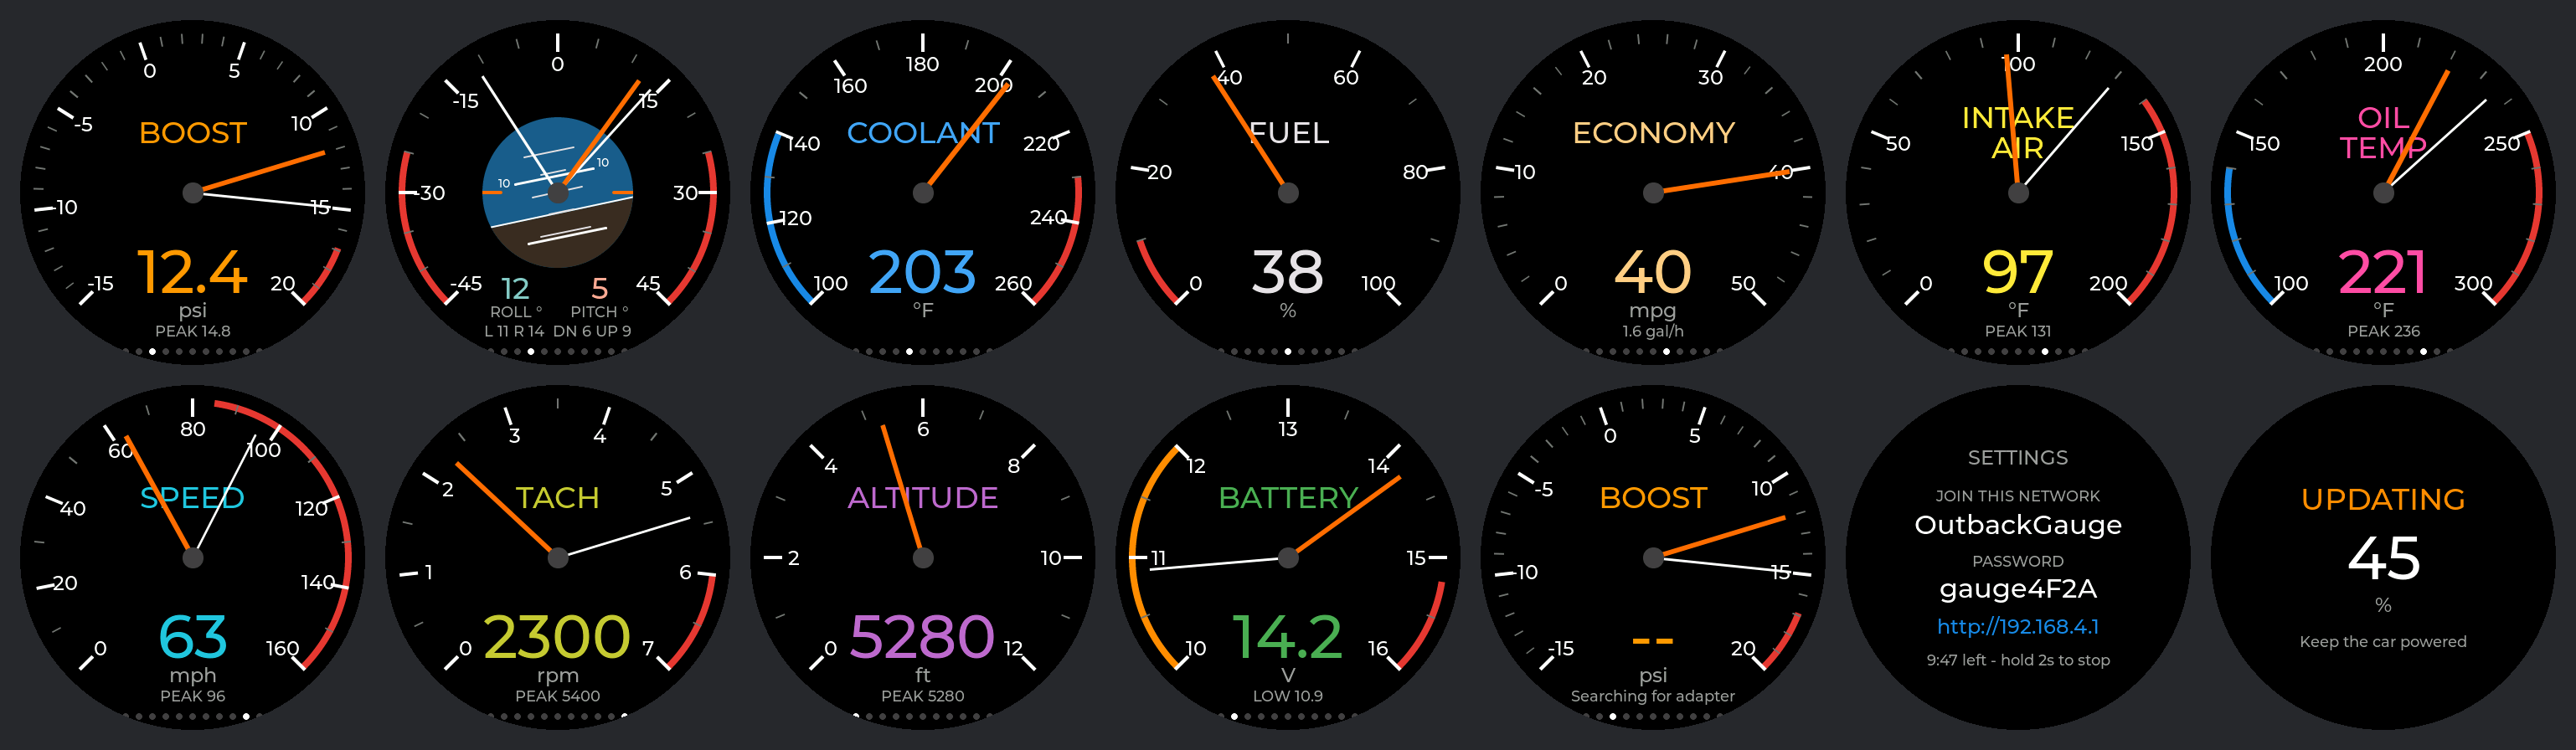 0 5
-5 10
BOOST
-10 15
12.4
-15 20
psi
PEAK 14.8
0
-15 15
10
10
-30 30
-45 12 5 45
ROLL ° PITCH °
L 11 R 14 DN 6 UP 9
180
160 200
COOLANT
140 220
120 240
203
100 260
°F
40 60
FUEL
20 80
38
0 100
%
20 30
ECONOMY
10 40
40
0 50
mpg
1.6 gal/h
100
INTAKE
AIR
50 150
97
0 200
°F
PEAK 131
200
OIL
TEMP
150 250
221
100 300
°F
PEAK 236
80
60 100
SPEED
40 120
20 140
63
0 160
mph
PEAK 96
3 4
2 5
TACH
1 6
2300
0 7
rpm
PEAK 5400
6
4 8
ALTITUDE
2 10
5280
0 12
ft
PEAK 5280
13
12 14
BATTERY
11 15
14.2
10 16
V
LOW 10.9
0 5
-5 10
BOOST
-10 15
--
-15 20
psi
Searching for adapter
SETTINGS
JOIN THIS NETWORK
OutbackGauge
PASSWORD
gauge4F2A
http://192.168.4.1
9:47 left - hold 2s to stop
UPDATING
45
%
Keep the car powered